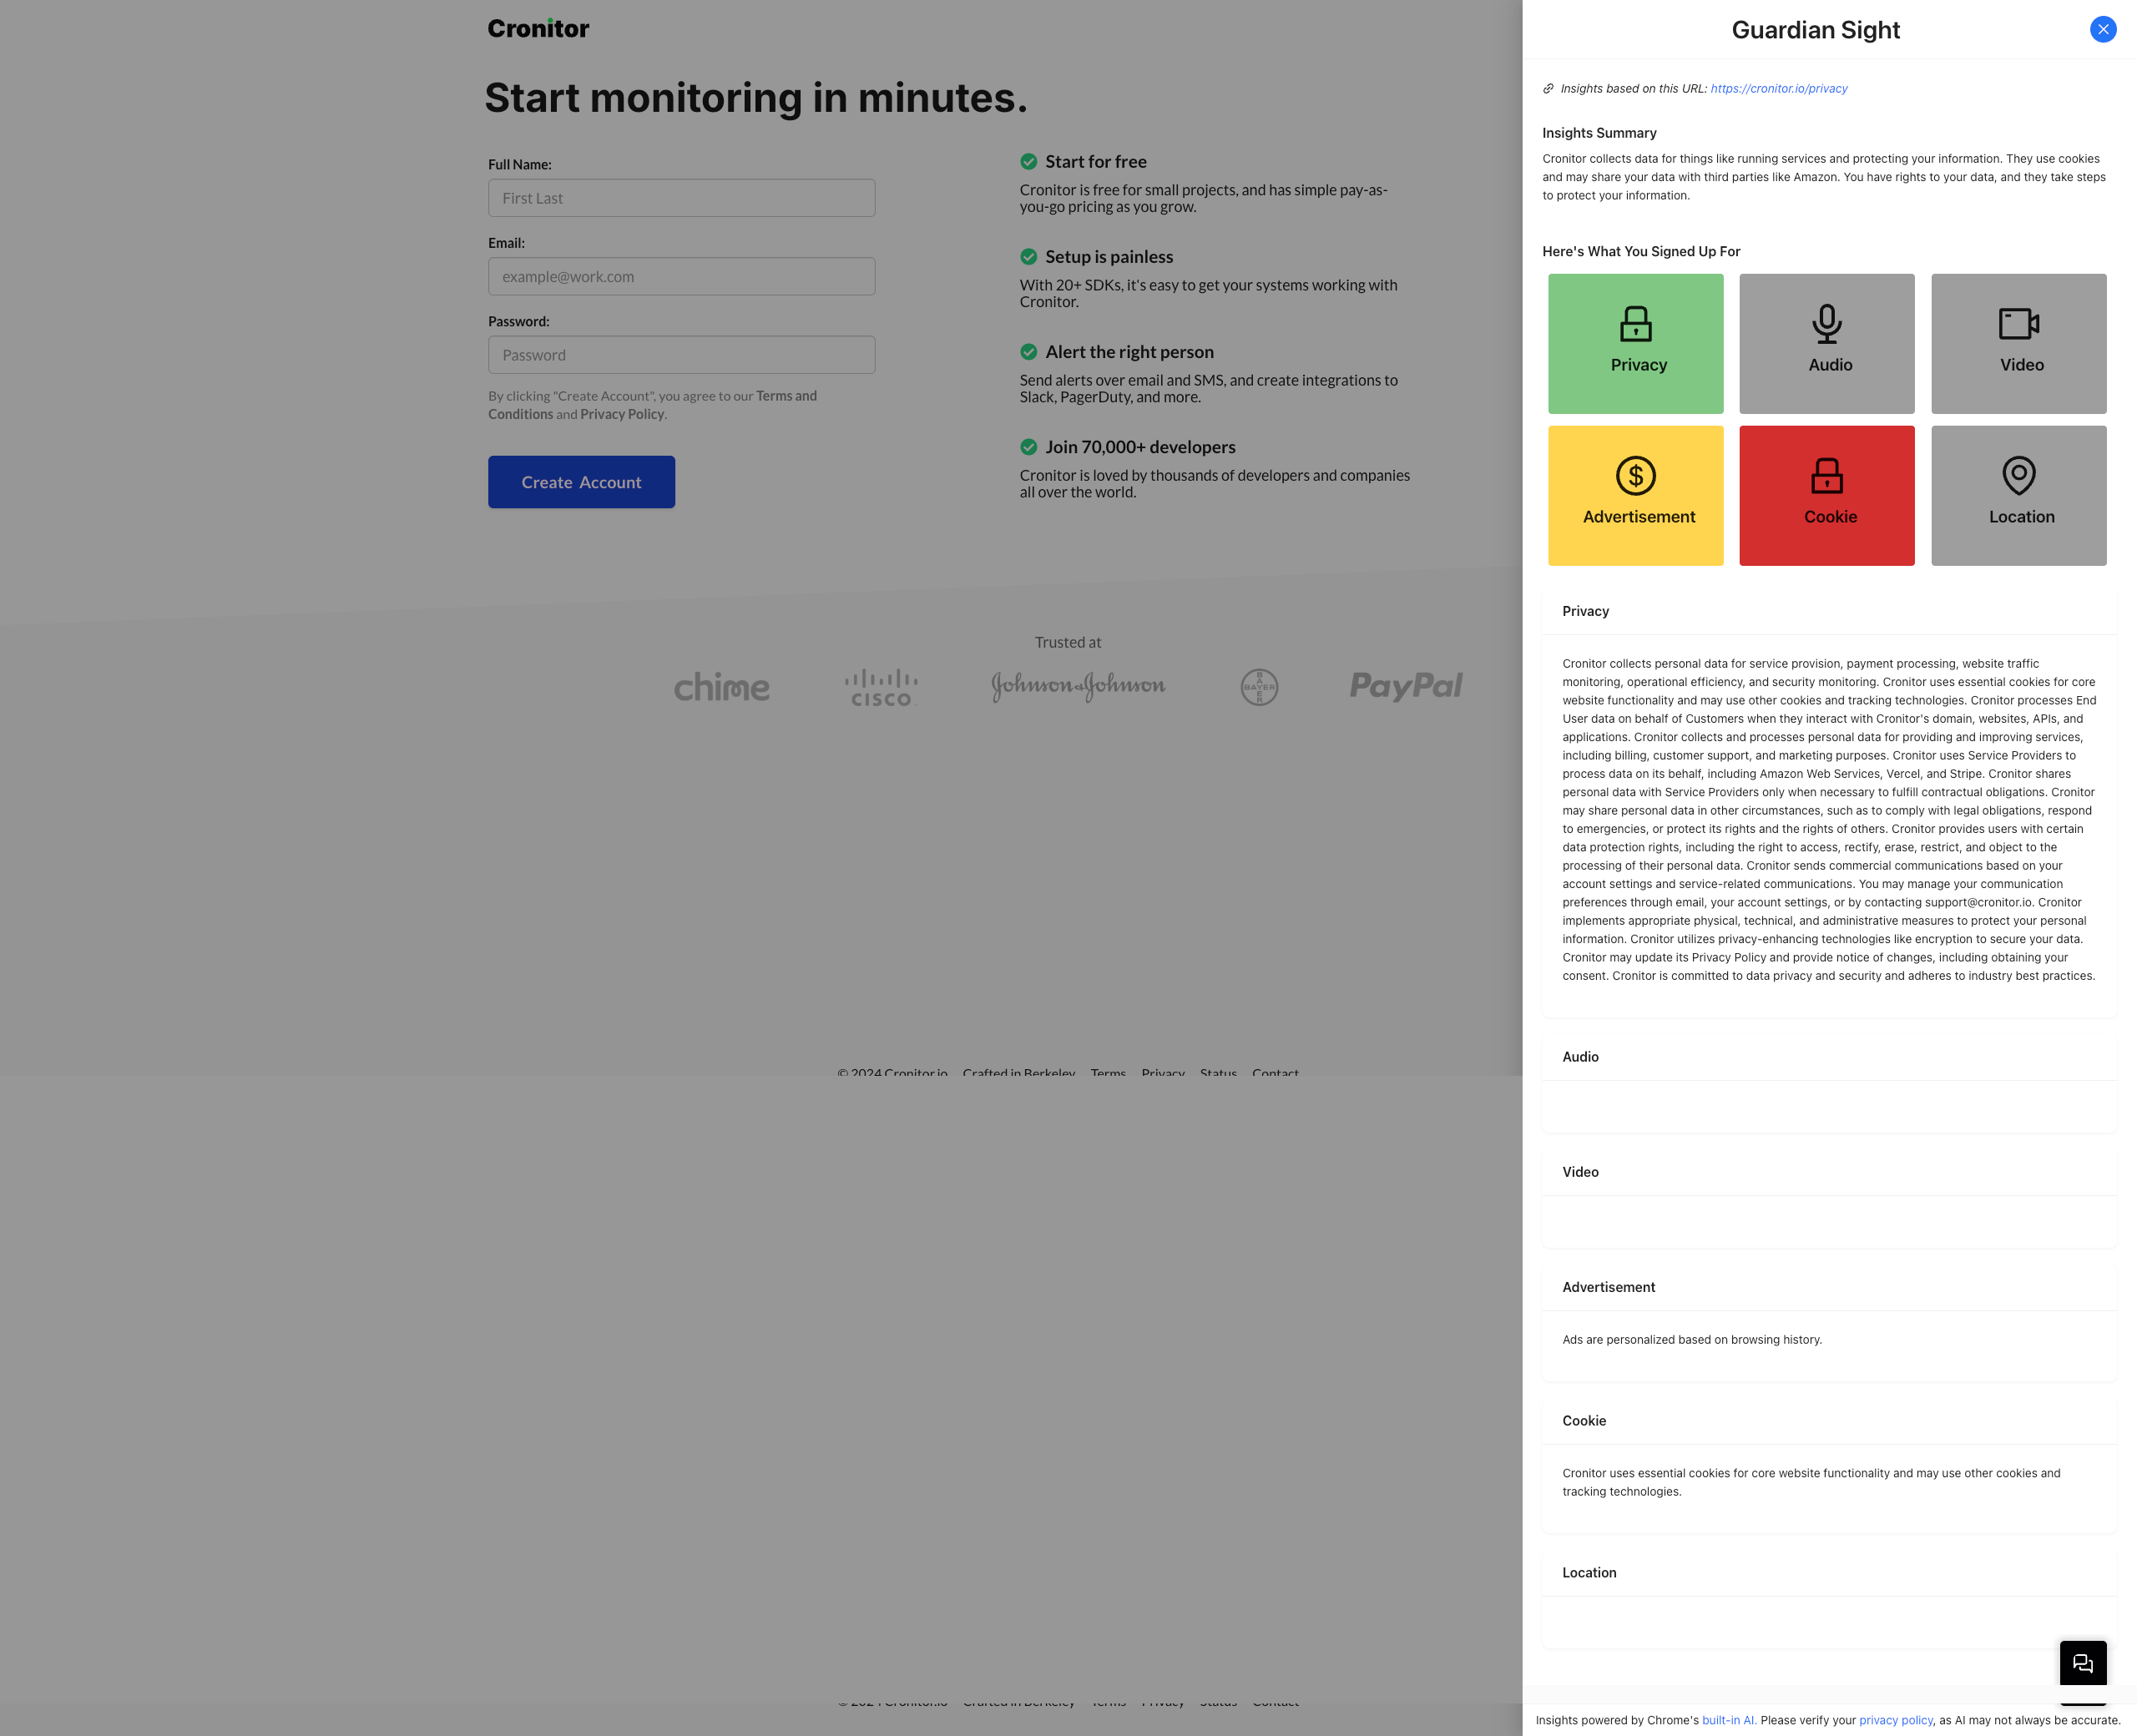 Cronitor
Start monitoring in minutes.
Full Name:
First Last
Email:
example@work.com
Password:
Password
By clicking "Create Account", you agree to our Terms and
Conditions and Privacy Policy.
Create Account
Start for free
Cronitor is free for small projects, and has simple pay-as-
you-go pricing as you grow.
Setup is painless
With 20+ SDKs, it's easy to get your systems working with
Cronitor.
Alert the right person
Send alerts over email and SMS, and create integrations to
Slack, PagerDuty, and more.
Join 70,000+ developers
Cronitor is loved by thousands of developers and companies
all over the world.
Trusted at
chime
CISCO
Johnson & Johnson
BAYER
BAYER
PayPal
© 2024 Cronitor.io Crafted in Berkeley Terms Privacy Status Contact
© 2024 Cronitor.io Crafted in Berkeley Terms Privacy Status Contact
Guardian Sight
Insights based on this URL: https://cronitor.io/privacy
Insights Summary
Cronitor collects data for things like running services and protecting your information. They use cookies
and may share your data with third parties like Amazon. You have rights to your data, and they take steps
to protect your information.
Here's What You Signed Up For
Privacy
Audio
Video
Advertisement
Cookie
Location
Privacy
Cronitor collects personal data for service provision, payment processing, website traffic
monitoring, operational efficiency, and security monitoring. Cronitor uses essential cookies for core
website functionality and may use other cookies and tracking technologies. Cronitor processes End
User data on behalf of Customers when they interact with Cronitor's domain, websites, APIs, and
applications. Cronitor collects and processes personal data for providing and improving services,
including billing, customer support, and marketing purposes. Cronitor uses Service Providers to
process data on its behalf, including Amazon Web Services, Vercel, and Stripe. Cronitor shares
personal data with Service Providers only when necessary to fulfill contractual obligations. Cronitor
may share personal data in other circumstances, such as to comply with legal obligations, respond
to emergencies, or protect its rights and the rights of others. Cronitor provides users with certain
data protection rights, including the right to access, rectify, erase, restrict, and object to the
processing of their personal data. Cronitor sends commercial communications based on your
account settings and service-related communications. You may manage your communication
preferences through email, your account settings, or by contacting support@cronitor.io. Cronitor
implements appropriate physical, technical, and administrative measures to protect your personal
information. Cronitor utilizes privacy-enhancing technologies like encryption to secure your data.
Cronitor may update its Privacy Policy and provide notice of changes, including obtaining your
consent. Cronitor is committed to data privacy and security and adheres to industry best practices.
Audio
Video
Advertisement
Ads are personalized based on browsing history.
Cookie
Cronitor uses essential cookies for core website functionality and may use other cookies and
tracking technologies.
Location
Insights powered by Chrome's built-in AI. Please verify your privacy policy, as AI may not always be accurate.